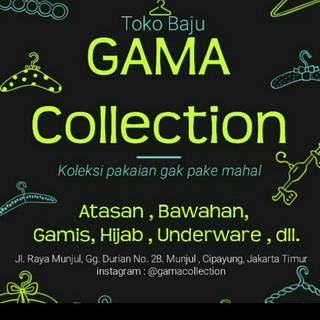 Toko Baju
GAMA
Collection
Koleksi pakaian gak pake mahal
Atasan , Bawahan,
Gamis, Hijab , Underware , dll.
Jl. Raya Munjul, Gg. Durian No. 28. Munjul , Cipayung, Jakarta Timur
instagram : @gamacollection